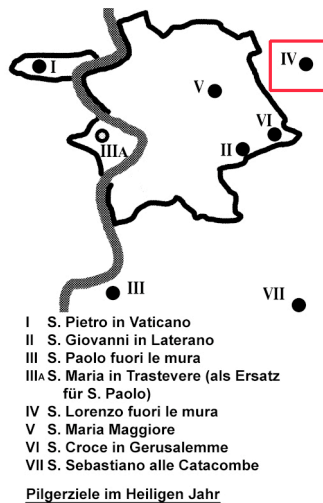 I
IV
V
VI
IIIA
II
III
VII
I S. Pietro in Vaticano
II S. Giovanni in Laterano
III S. Paolo fuori le mura
IIIA S. Maria in Trastevere (als Ersatz
für S. Paolo)
IV S. Lorenzo fuori le mura
V S. Maria Maggiore
VI S. Croce in Gerusalemme
VII S. Sebastiano alle Catacombe
Pilgerziele im Heiligen Jahr